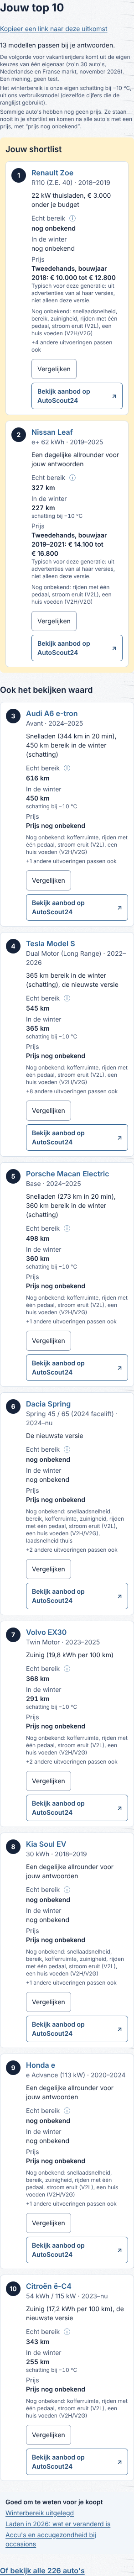 Jouw top 10
Kopieer een link naar deze uitkomst
13 modellen passen bij je antwoorden.
De volgorde voor vakantierijders komt uit de eigen
keuzes van één eigenaar (zo'n 30 auto's,
Nederlandse en Franse markt, november 2026).
Een mening, geen test.
Het winterbereik is onze eigen schatting bij −10 °C, uit
wt verbruiksmodel (dezelfde cijfers als in de
ranglijst gebruikt).
Sommige auto's hebben nog geen prijs. Ze staan
nooit in je shortlist en komen na alle auto's met een
prijs, met "prijs nog onbekend".
Jouw shortlist
1
Renault Zoe
R110 (Z.E. 40) · 2018–2019
22 kW thuisladen, € 3.000
onder je budget
Echt bereik
nog onbekend
In de winter
nog onbekend
Prijs
Tweedehands, bouwjaar
2018: € 10.000 tot € 12.800
Typisch voor deze generatie: uit
advertenties van al haar versies,
niet alleen deze versie.
Nog onbekend: snellaadsnelheid,
bereik, zuinigheid, rijden met één
pedaal, stroom eruit (V2L), een
huis voeden (V2H/V2G)
+4 andere uitvoeringen passen
ook
Vergelijken
Bekijk aanbod op
AutoScout24
2
Nissan Leaf
e+ 62 kWh · 2019–2025
Een degelijke allrounder voor
jouw antwoorden
Echt bereik
327 km
In de winter
227 km
schatting bij −10 °C
Prijs
Tweedehands, bouwjaar
2019–2021: € 14.100 tot
€ 16.800
Typisch voor deze generatie: uit
advertenties van al haar versies,
niet alleen deze versie.
Nog onbekend: rijden met één
pedaal, stroom eruit (V2L), een
huis voeden (V2H/V2G)
Vergelijken
Bekijk aanbod op
AutoScout24
Ook het bekijken waard
3
Audi A6 e-tron
Avant · 2024–2025
Snelladen (344 km in 20 min),
450 km bereik in de winter
(schatting)
Echt bereik
616 km
In de winter
450 km
schatting bij −10 °C
Prijs
Prijs nog onbekend
Nog onbekend: kofferruimte, rijden met
één pedaal, stroom eruit (V2L), een
huis voeden (V2H/V2G)
+1 andere uitvoeringen passen ook
Vergelijken
Bekijk aanbod op
AutoScout24
4
Tesla Model S
Dual Motor (Long Range) · 2022–
2026
365 km bereik in de winter
(schatting), de nieuwste versie
Echt bereik
545 km
In de winter
365 km
schatting bij −10 °C
Prijs
Prijs nog onbekend
Nog onbekend: kofferruimte, rijden met
één pedaal, stroom eruit (V2L), een
huis voeden (V2H/V2G)
+8 andere uitvoeringen passen ook
Vergelijken
Bekijk aanbod op
AutoScout24
5
Porsche Macan Electric
Base · 2024–2025
Snelladen (273 km in 20 min),
360 km bereik in de winter
(schatting)
Echt bereik
498 km
In de winter
360 km
schatting bij −10 °C
Prijs
Prijs nog onbekend
Nog onbekend: kofferruimte, rijden met
één pedaal, stroom eruit (V2L), een
huis voeden (V2H/V2G)
+1 andere uitvoeringen passen ook
Vergelijken
Bekijk aanbod op
AutoScout24
6
Dacia Spring
Spring 45 / 65 (2024 facelift) ·
2024–nu
De nieuwste versie
Echt bereik
nog onbekend
In de winter
nog onbekend
Prijs
Prijs nog onbekend
Nog onbekend: snellaadsnelheid,
bereik, kofferruimte, zuinigheid, rijden
met één pedaal, stroom eruit (V2L),
een huis voeden (V2H/V2G),
laadsnelheid thuis
+2 andere uitvoeringen passen ook
Vergelijken
Bekijk aanbod op
AutoScout24
7
Volvo EX30
Twin Motor · 2023–2025
Zuinig (19,8 kWh per 100 km)
Echt bereik
368 km
In de winter
291 km
schatting bij −10 °C
Prijs
Prijs nog onbekend
Nog onbekend: kofferruimte, rijden met
één pedaal, stroom eruit (V2L), een
huis voeden (V2H/V2G)
+2 andere uitvoeringen passen ook
Vergelijken
Bekijk aanbod op
AutoScout24
8
Kia Soul EV
30 kWh · 2018–2019
Een degelijke allrounder voor
jouw antwoorden
Echt bereik
nog onbekend
In de winter
nog onbekend
Prijs
Prijs nog onbekend
Nog onbekend: snellaadsnelheid,
bereik, kofferruimte, zuinigheid, rijden
met één pedaal, stroom eruit (V2L),
een huis voeden (V2H/V2G)
+1 andere uitvoeringen passen ook
Vergelijken
Bekijk aanbod op
AutoScout24
9
Honda e
e Advance (113 kW) · 2020–2024
Een degelijke allrounder voor
jouw antwoorden
Echt bereik
nog onbekend
In de winter
nog onbekend
Prijs
Prijs nog onbekend
Nog onbekend: snellaadsnelheid,
bereik, zuinigheid, rijden met één
pedaal, stroom eruit (V2L), een huis
voeden (V2H/V2G)
+1 andere uitvoeringen passen ook
Vergelijken
Bekijk aanbod op
AutoScout24
10
Citroën ë-C4
54 kWh / 115 kW · 2023–nu
Zuinig (17,2 kWh per 100 km), de
nieuwste versie
Echt bereik
343 km
In de winter
255 km
schatting bij −10 °C
Prijs
Prijs nog onbekend
Nog onbekend: kofferruimte, rijden met
één pedaal, stroom eruit (V2L), een
huis voeden (V2H/V2G)
Vergelijken
Bekijk aanbod op
AutoScout24
Goed om te weten voor je koopt
Winterbereik uitgelegd
Laden in 2026: wat er veranderd is
Accu's en accugezondheid bij
occasions
Of bekijk alle 226 auto's